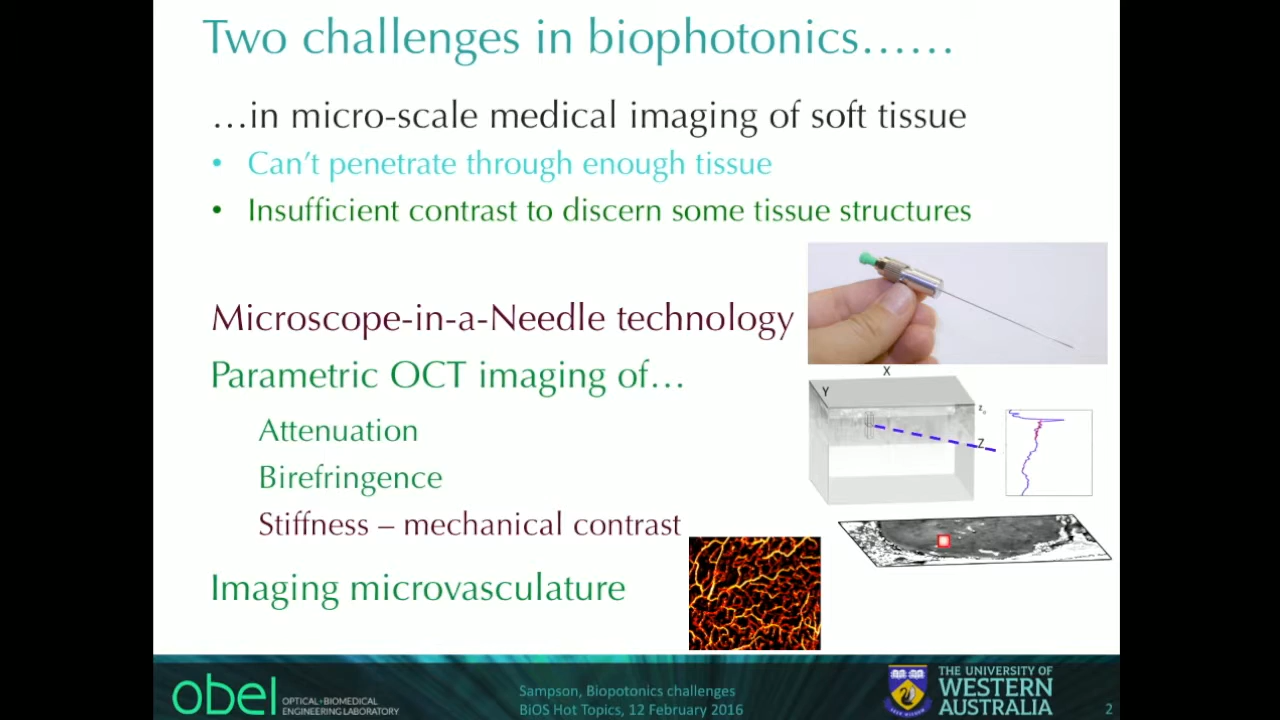 Two challenges in biophotonics……
…in micro-scale medical imaging of soft tissue
• Can't penetrate through enough tissue
• Insufficient contrast to discern some tissue structures
Microscope-in-a-Needle technology
Parametric OCT imaging of…
X
Y
z₀
Z
Attenuation
Birefringence
Stiffness – mechanical contrast
Imaging microvasculature
obel OPTICAL+BIOMEDICAL
ENGINEERING LABORATORY
Sampson, Biopotonics challenges
BiOS Hot Topics, 12 February 2016
THE UNIVERSITY OF
WESTERN
AUSTRALIA
2